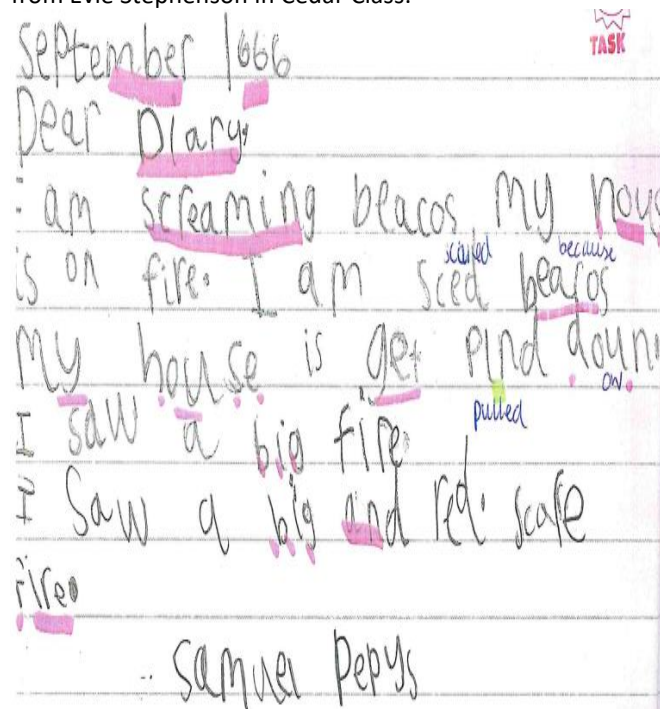 from Evie Stephenson in Cedar Class.
TASK
September 1666
Dear Diary.
I am screaming beacos my hous
is on fire. I am sced beacos
scared because
my house is get pind doun
ow
pulled
I saw a big fire.
I Saw a big and red. scare
fire.
Samuel Pepys